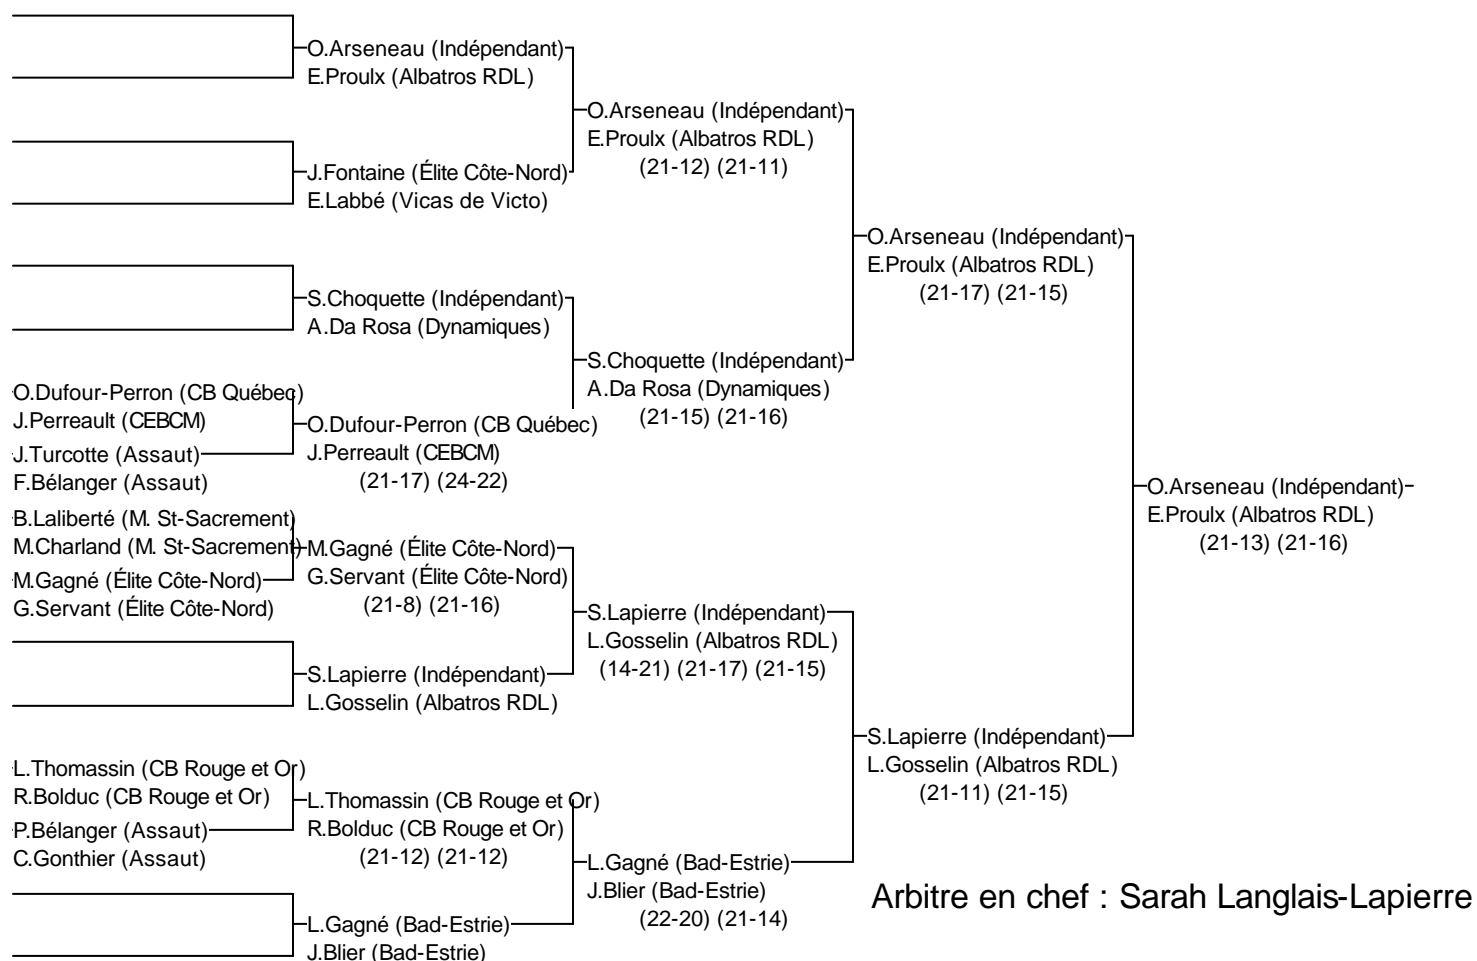 O.Arseneau (Indépendant)
E.Proulx (Albatros RDL)
J.Fontaine (Élite Côte-Nord)
E.Labbé (Vicas de Victo)
S.Choquette (Indépendant)
A.Da Rosa (Dynamiques)
O.Dufour-Perron (CB Québec)
J.Perreault (CEBCM)
J.Turcotte (Assaut)
F.Bélanger (Assaut)
O.Dufour-Perron (CB Québec)
J.Perreault (CEBCM)
(21-17) (24-22)
B.Laliberté (M. St-Sacrement)
M.Charland (M. St-Sacrement)
M.Gagné (Élite Côte-Nord)
G.Servant (Élite Côte-Nord)
M.Gagné (Élite Côte-Nord)
G.Servant (Élite Côte-Nord)
(21-8) (21-16)
S.Lapierre (Indépendant)
L.Gosselin (Albatros RDL)
L.Thomassin (CB Rouge et Or)
R.Bolduc (CB Rouge et Or)
P.Bélanger (Assaut)
C.Gonthier (Assaut)
L.Thomassin (CB Rouge et Or)
R.Bolduc (CB Rouge et Or)
(21-12) (21-12)
L.Gagné (Bad-Estrie)
J.Blier (Bad-Estrie)
O.Arseneau (Indépendant)
E.Proulx (Albatros RDL)
(21-12) (21-11)
S.Choquette (Indépendant)
A.Da Rosa (Dynamiques)
(21-15) (21-16)
S.Lapierre (Indépendant)
L.Gosselin (Albatros RDL)
(14-21) (21-17) (21-15)
L.Gagné (Bad-Estrie)
J.Blier (Bad-Estrie)
(22-20) (21-14)
O.Arseneau (Indépendant)
E.Proulx (Albatros RDL)
(21-17) (21-15)
S.Lapierre (Indépendant)
L.Gosselin (Albatros RDL)
(21-11) (21-15)
O.Arseneau (Indépendant)
E.Proulx (Albatros RDL)
(21-13) (21-16)
Arbitre en chef : Sarah Langlais-Lapierre